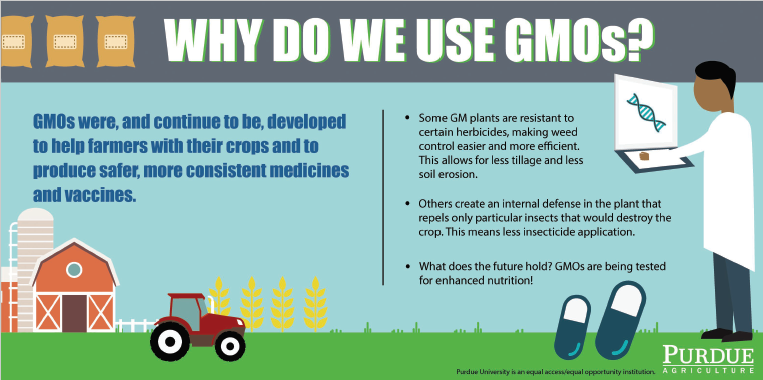 WHY DO WE USE GMOs?
GMOs were, and continue to be, developed
to help farmers with their crops and to
produce safer, more consistent medicines
and vaccines.
• Some GM plants are resistant to
certain herbicides, making weed
control easier and more efficient.
This allows for less tillage and less
soil erosion.
• Others create an internal defense in the plant that
repels only particular insects that would destroy the
crop. This means less insecticide application.
• What does the future hold? GMOs are being tested
for enhanced nutrition!
Purdue University is an equal access/equal opportunity institution.
PURDUE
AGRICULTURE